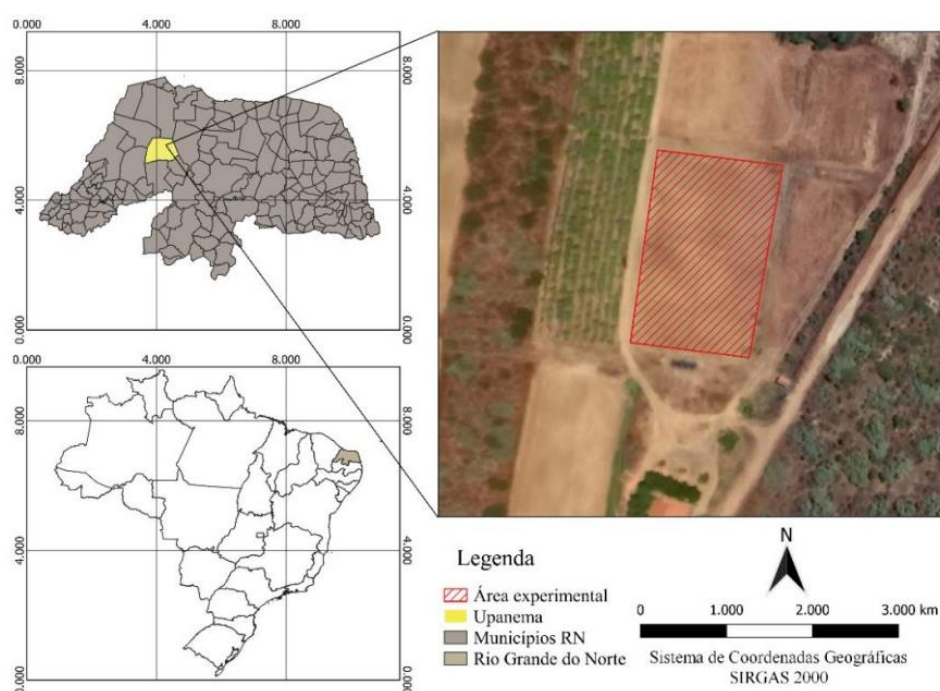 0.000
4.000
8.000
8.000
8.000
4.000
4.000
0.000
0.000
0.000
4.000
8.000
0.000
8.000
8.000
4.000
4.000
0.000
0.000
Legenda
Área experimental
Upanema
Municípios RN
Rio Grande do Norte
N
0
1.000
2.000
3.000 km
Sistema de Coordenadas Geográficas
SIRGAS 2000